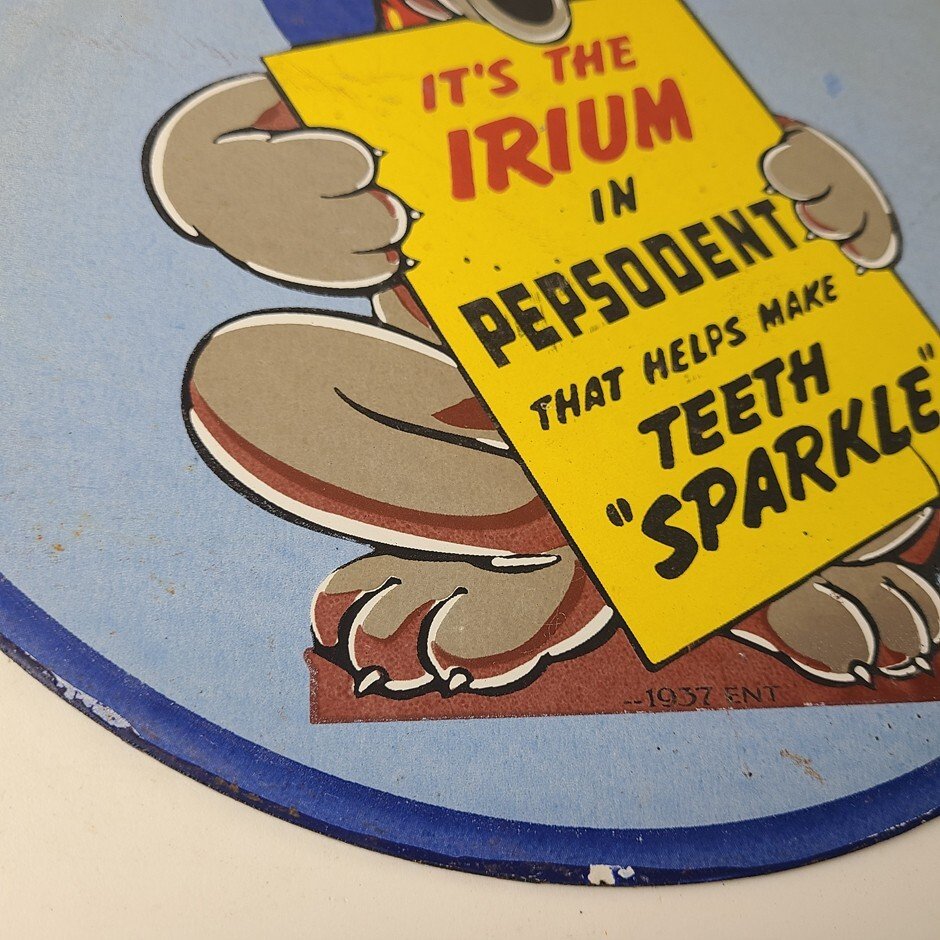 IT'S THE
IRIUM
IN
PEPSODENT
THAT HELPS MAKE
TEETH
"SPARKLE"
--1937 ENT